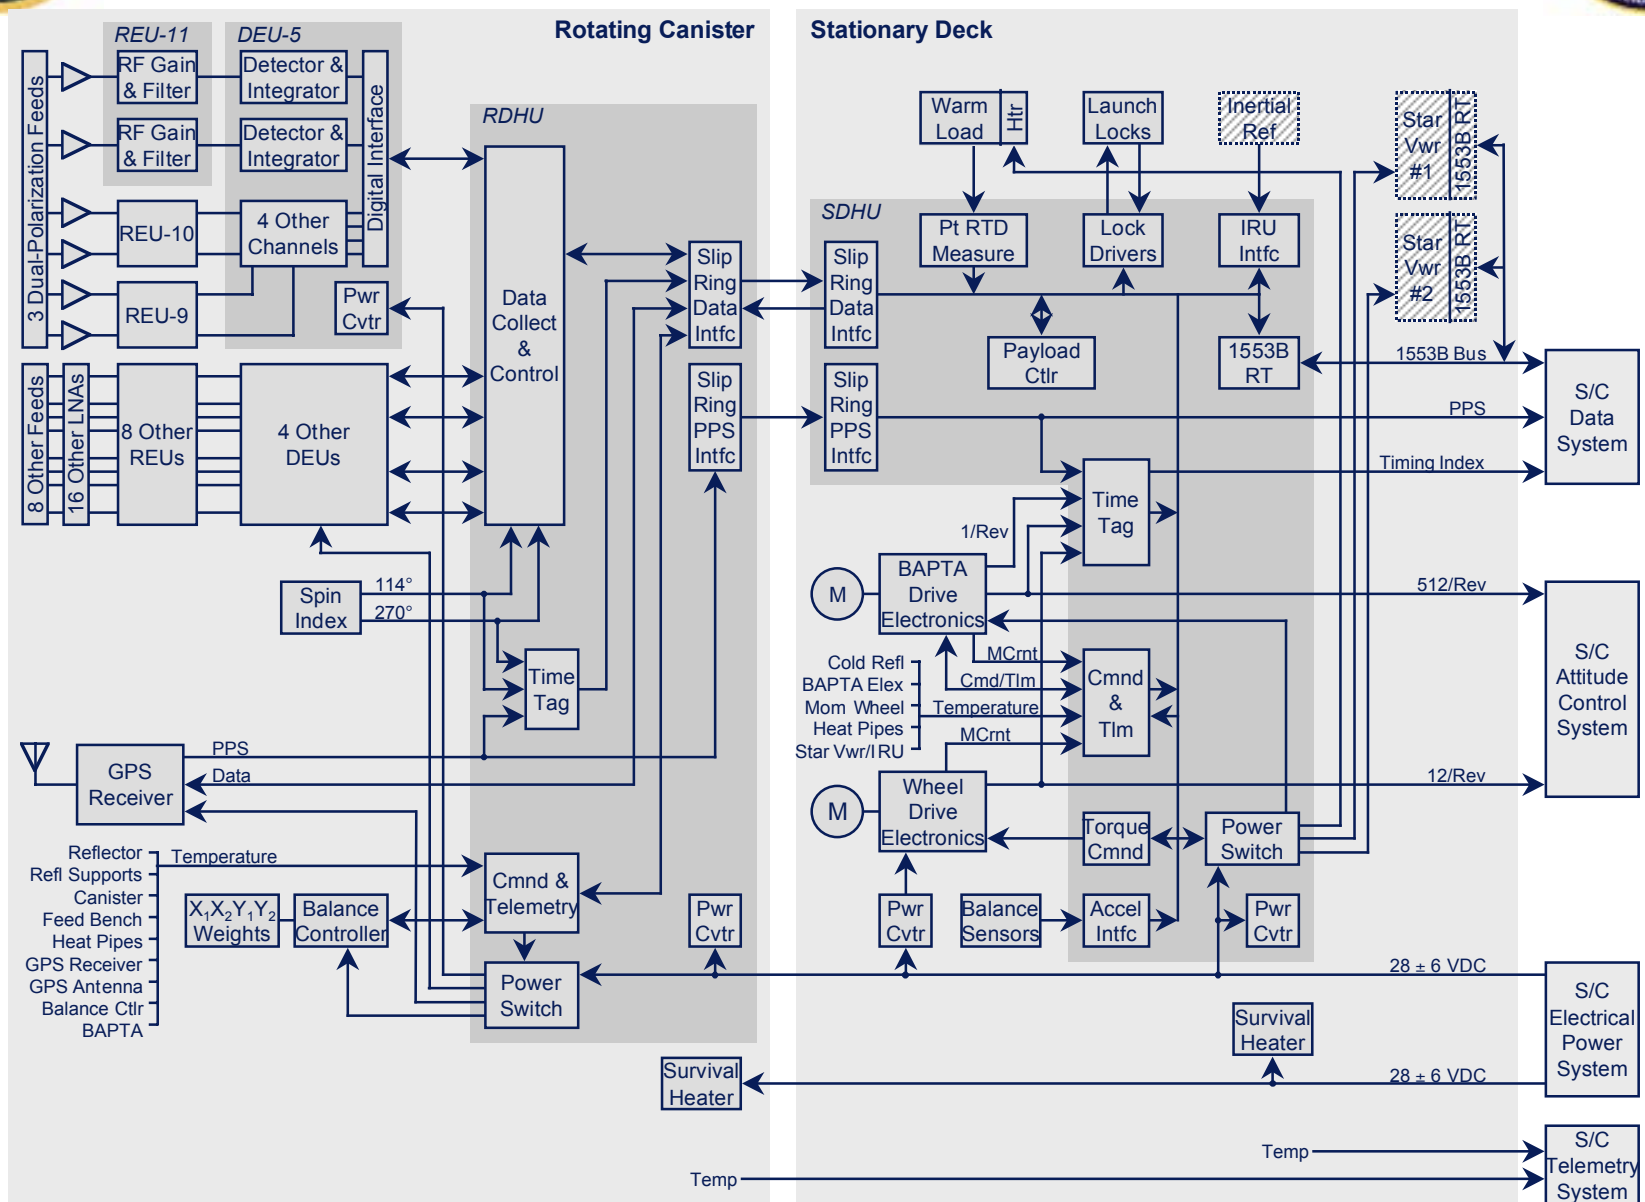 Rotating Canister
REU-11
DEU-5
3 Dual-Polarization Feeds
RF Gain
& Filter
Detector &
Integrator
RF Gain
& Filter
Detector &
Integrator
Digital Interface
REU-10
4 Other
Channels
REU-9
Pwr
Cvtr
8 Other Feeds
16 Other LNAs
8 Other
REUs
4 Other
DEUs
RDHU
Data
Collect
&
Control
Slip
Ring
Data
Intfc
Slip
Ring
PPS
Intfc
Spin
Index
114°
270°
Time
Tag
GPS
Receiver
PPS
Data
Reflector
Refl Supports
Canister
Feed Bench
Heat Pipes
GPS Receiver
GPS Antenna
Balance Ctlr
BAPTA
Temperature
X₁X₂Y₁Y₂
Weights
Balance
Controller
Cmnd &
Telemetry
Power
Switch
Pwr
Cvtr
Survival
Heater
Temp
Stationary Deck
Warm
Load
Htr
Launch
Locks
Inertial
Ref
Star
Vwr
#1
1553B RT
Star
Vwr
#2
1553B RT
SDHU
Pt RTD
Measure
Lock
Drivers
IRU
Intfc
Slip
Ring
Data
Intfc
Payload
Ctlr
1553B
RT
Slip
Ring
PPS
Intfc
1553B Bus
PPS
Timing Index
S/C
Data
System
Time
Tag
1/Rev
M
BAPTA
Drive
Electronics
512/Rev
Cold Refl
BAPTA Elex
Mom Wheel
Heat Pipes
Star Vwr/IRU
MCrnt
Cmd/Tlm
Temperature
MCrnt
Cmnd
&
Tlm
S/C
Attitude
Control
System
M
Wheel
Drive
Electronics
12/Rev
Torque
Cmnd
Power
Switch
Pwr
Cvtr
Balance
Sensors
Accel
Intfc
Pwr
Cvtr
28 ± 6 VDC
Survival
Heater
28 ± 6 VDC
S/C
Electrical
Power
System
Temp
S/C
Telemetry
System